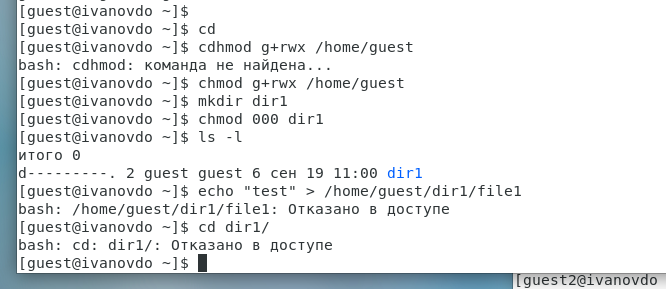 [guest@ivanovdo ~]$
[guest@ivanovdo ~]$ cd
[guest@ivanovdo ~]$ cdhmod g+rwx /home/guest
bash: cdhmod: команда не найдена...
[guest@ivanovdo ~]$ chmod g+rwx /home/guest
[guest@ivanovdo ~]$ mkdir dir1
[guest@ivanovdo ~]$ chmod 000 dir1
[guest@ivanovdo ~]$ ls -l
итого 0
d---------. 2 guest guest 6 сен 19 11:00 dir1
[guest@ivanovdo ~]$ echo "test" > /home/guest/dir1/file1
bash: /home/guest/dir1/file1: Отказано в доступе
[guest@ivanovdo ~]$ cd dir1/
bash: cd: dir1/: Отказано в доступе
[guest@ivanovdo ~]$
[guest2@ivanovdo